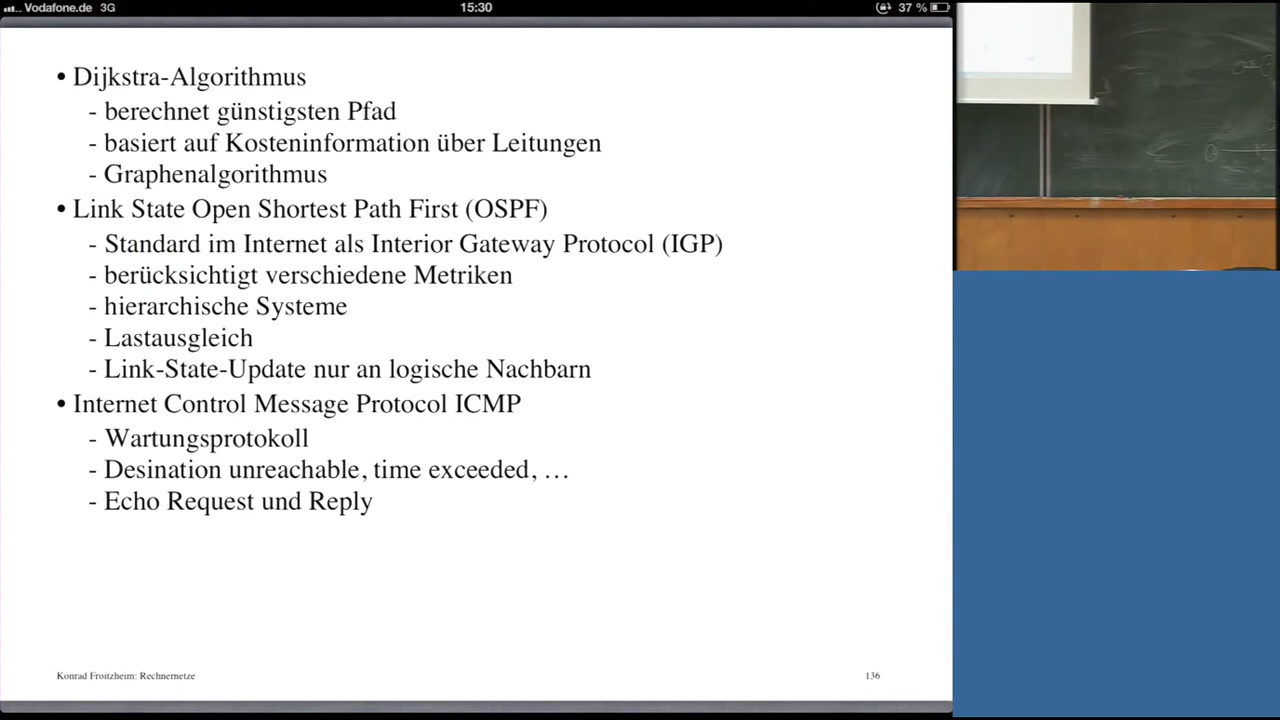 Vodafone.de 3G 15:30 37 %
• Dijkstra-Algorithmus
- berechnet günstigsten Pfad
- basiert auf Kosteninformation über Leitungen
- Graphenalgorithmus
• Link State Open Shortest Path First (OSPF)
- Standard im Internet als Interior Gateway Protocol (IGP)
- berücksichtigt verschiedene Metriken
- hierarchische Systeme
- Lastausgleich
- Link-State-Update nur an logische Nachbarn
• Internet Control Message Protocol ICMP
- Wartungsprotokoll
- Desination unreachable, time exceeded, …
- Echo Request und Reply
Konrad Froitzheim: Rechnernetze 136